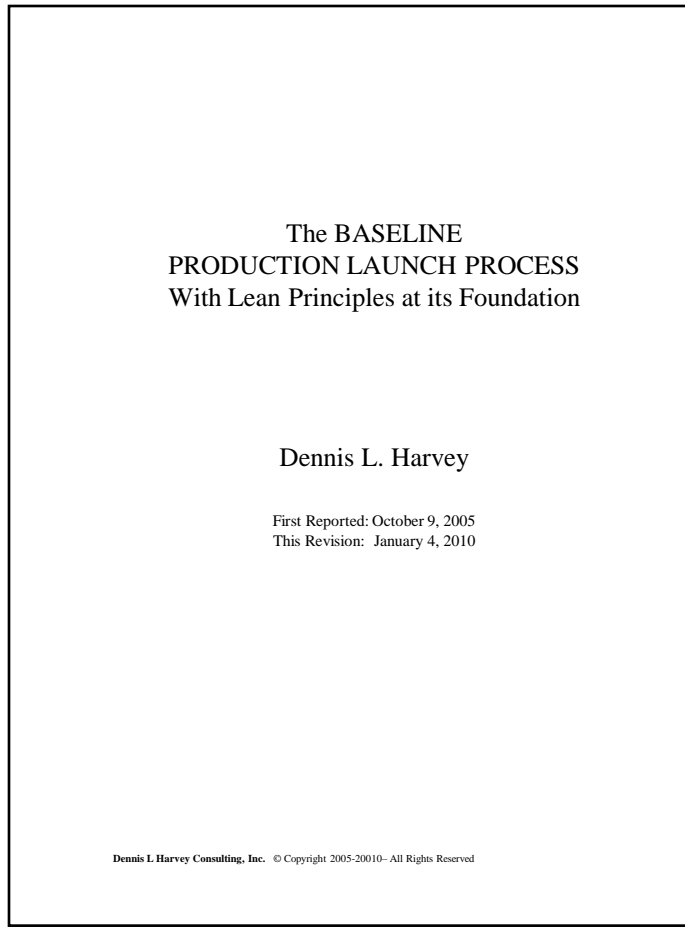 The BASELINE
PRODUCTION LAUNCH PROCESS
With Lean Principles at its Foundation
Dennis L. Harvey
First Reported: October 9, 2005
This Revision: January 4, 2010
Dennis L Harvey Consulting, Inc. © Copyright 2005-20010– All Rights Reserved